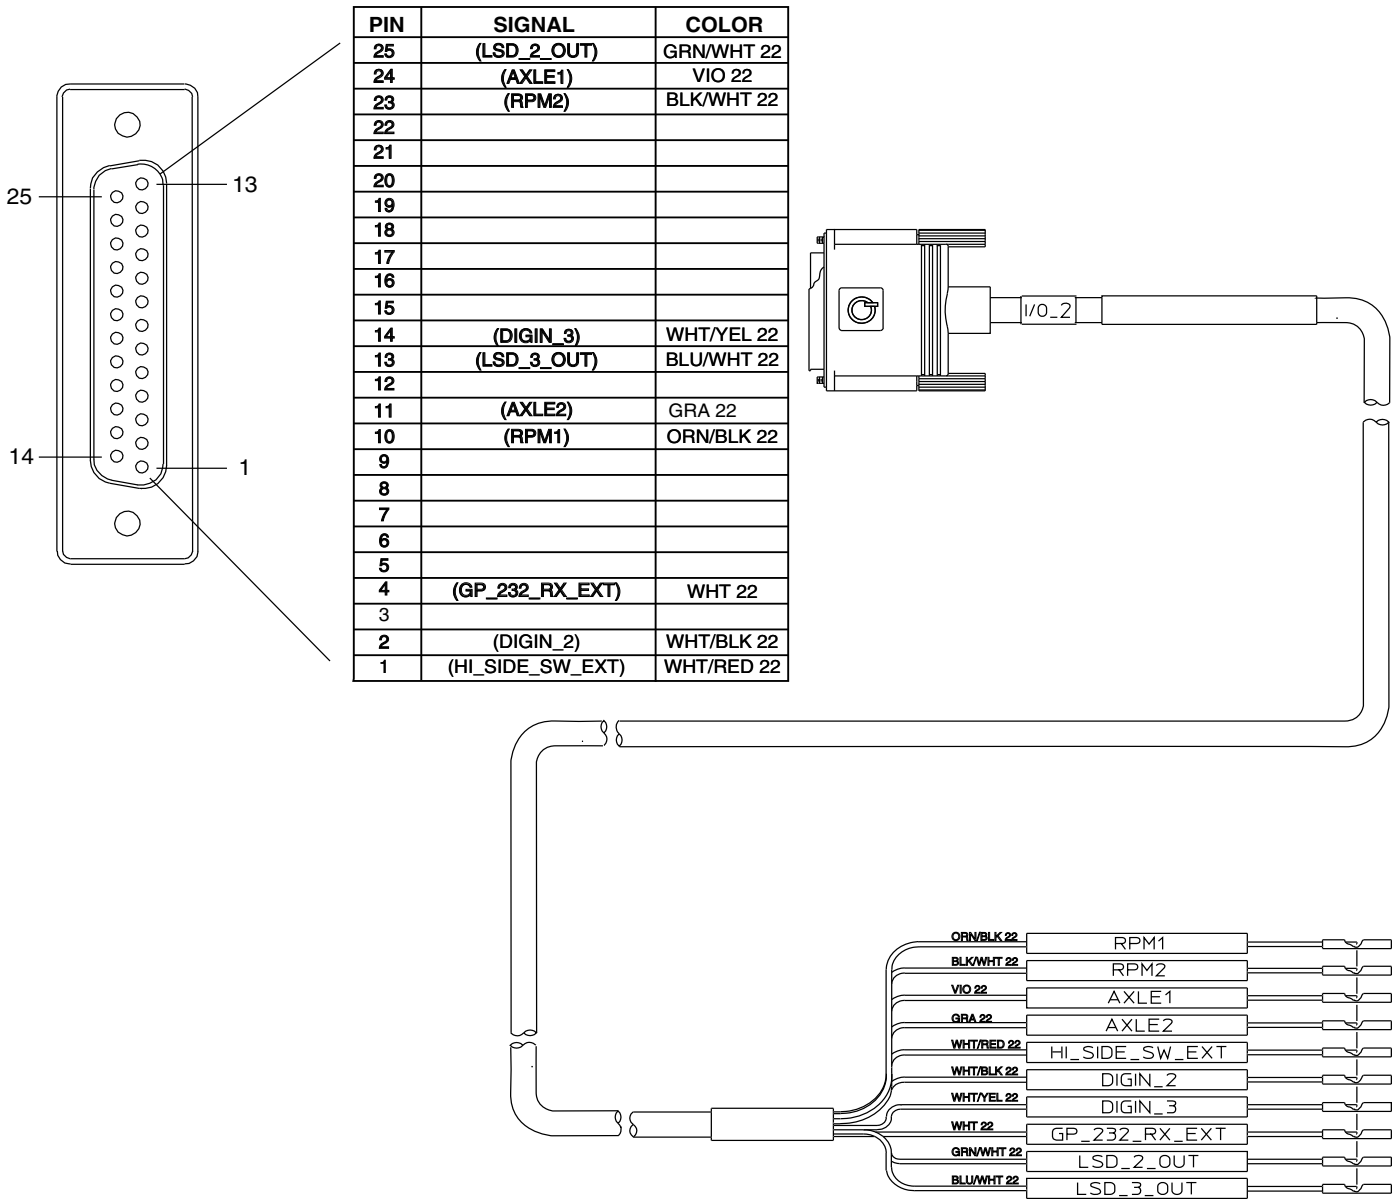 PIN SIGNAL COLOR
25 (LSD_2_OUT) GRN/WHT 22
24 (AXLE1) VIO 22
23 (RPM2) BLK/WHT 22
22
21
20
19
18
17
16
15
14 (DIGIN_3) WHT/YEL 22
13 (LSD_3_OUT) BLU/WHT 22
12
11 (AXLE2) GRA 22
10 (RPM1) ORN/BLK 22
9
8
7
6
5
4 (GP_232_RX_EXT) WHT 22
3
2 (DIGIN_2) WHT/BLK 22
1 (HI_SIDE_SW_EXT) WHT/RED 22
13
25
14
1
I/O_2
ORN/BLK 22 RPM1
BLK/WHT 22 RPM2
VIO 22 AXLE1
GRA 22 AXLE2
WHT/RED 22 HI_SIDE_SW_EXT
WHT/BLK 22 DIGIN_2
WHT/YEL 22 DIGIN_3
WHT 22 GP_232_RX_EXT
GRN/WHT 22 LSD_2_OUT
BLU/WHT 22 LSD_3_OUT